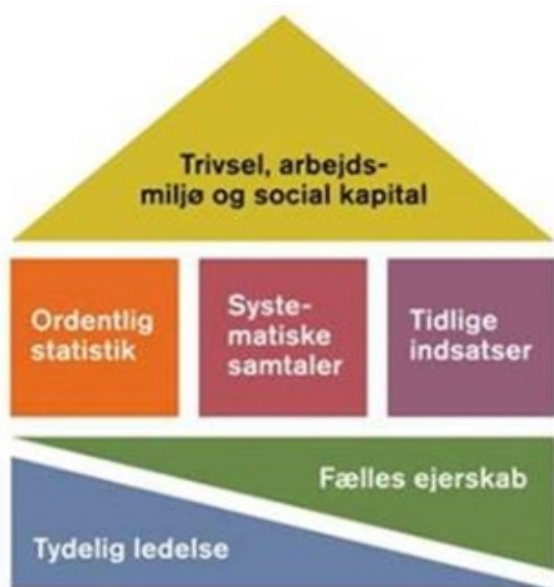 Trivsel, arbejds-
miljø og social kapital
Ordentlig
statistik
Syste-
matiske
samtaler
Tidlige
indsatser
Fælles ejerskab
Tydelig ledelse